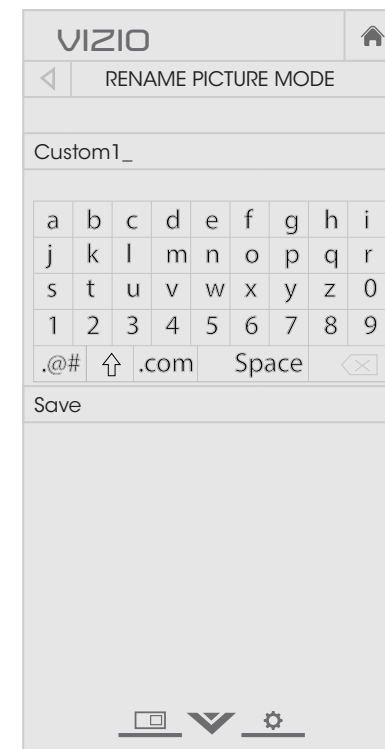 VIZIO
RENAME PICTURE MODE
Custom1_
a b c d e f g h i
j k l m n o p q r
s t u v w x y z 0
1 2 3 4 5 6 7 8 9
.@# .com Space
Save